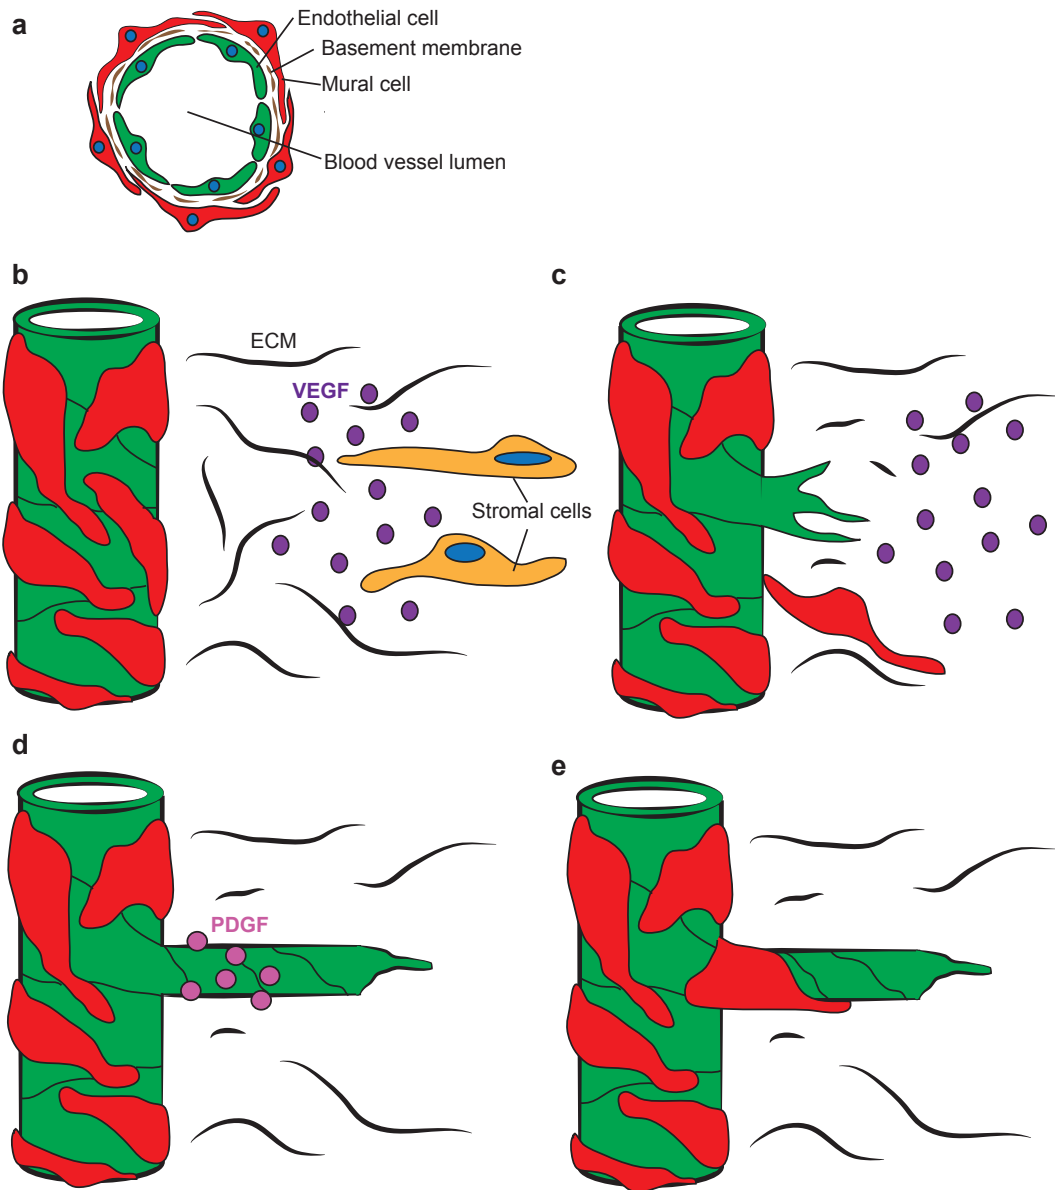 a
Endothelial cell
Basement membrane
Mural cell
Blood vessel lumen
b
ECM
VEGF
Stromal cells
c
d
PDGF
e